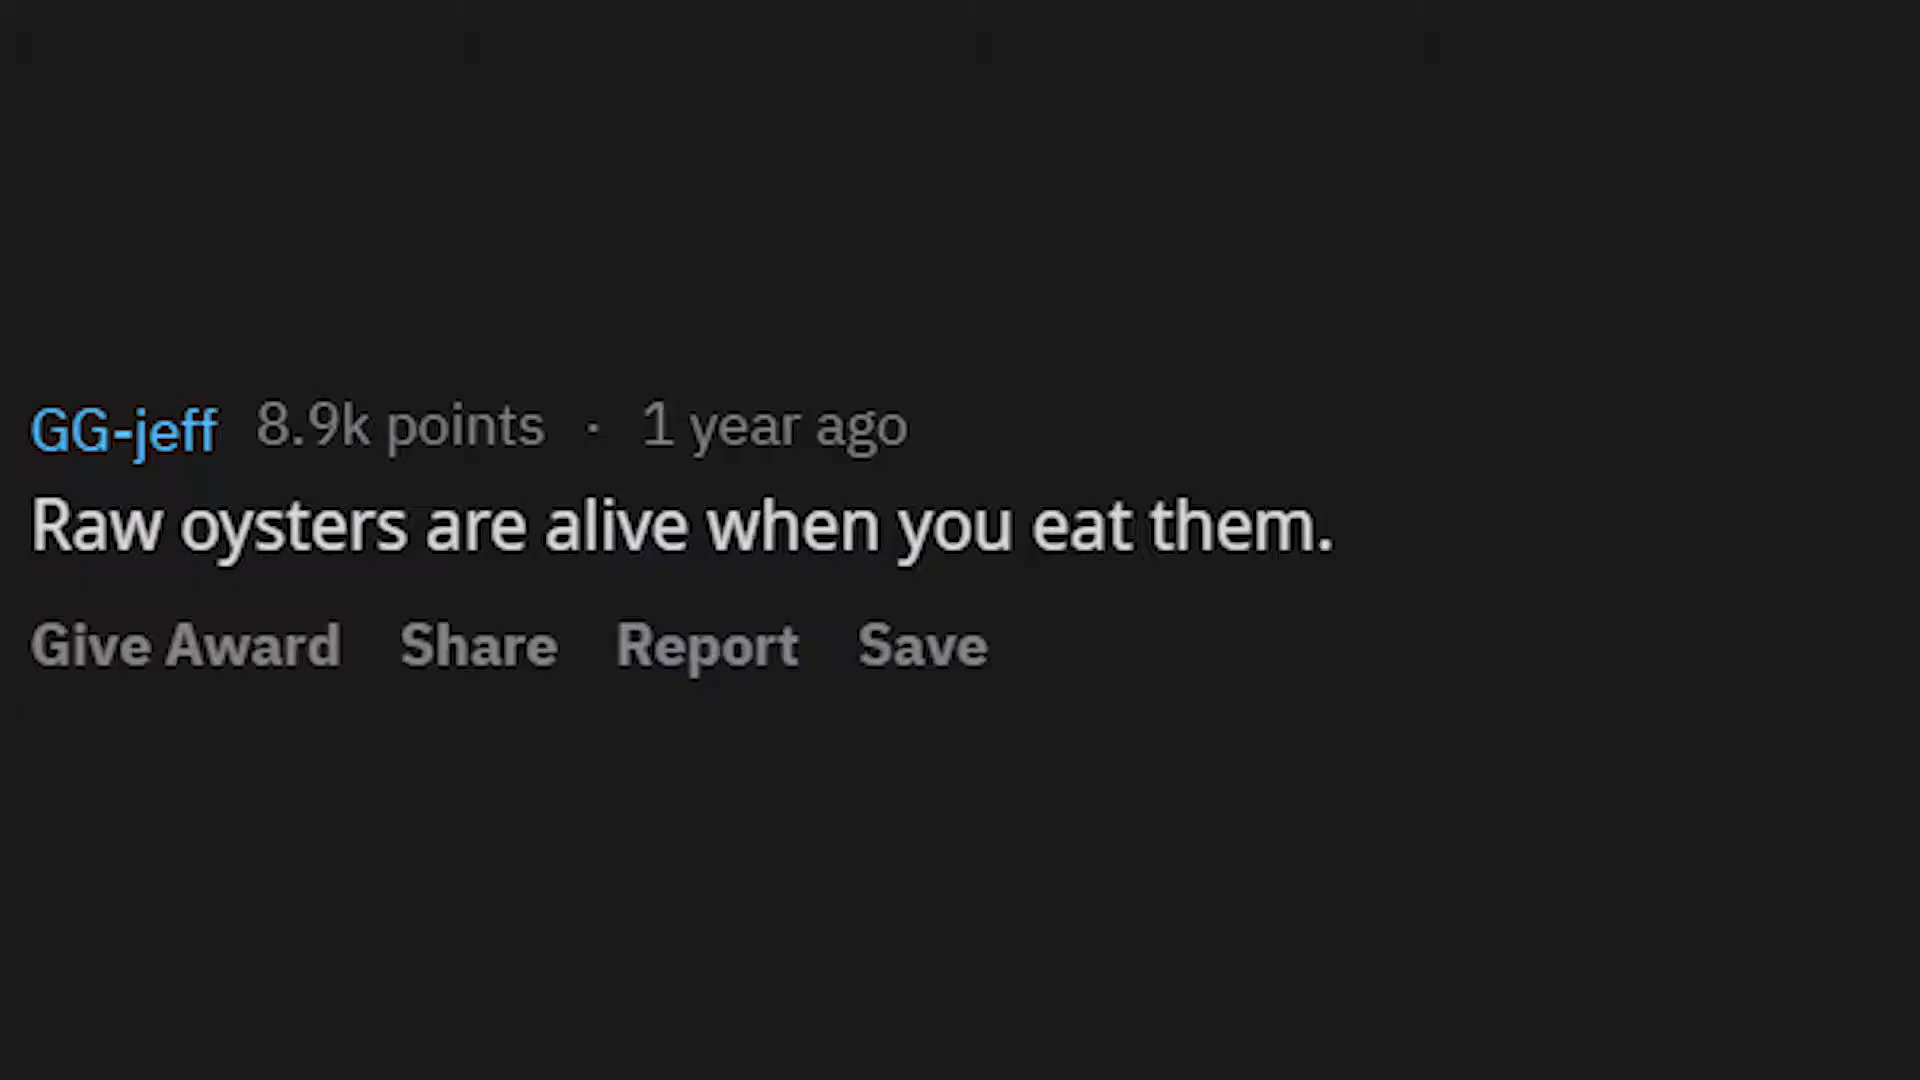 GG-jeff 8.9k points · 1 year ago
Raw oysters are alive when you eat them.
Give Award Share Report Save